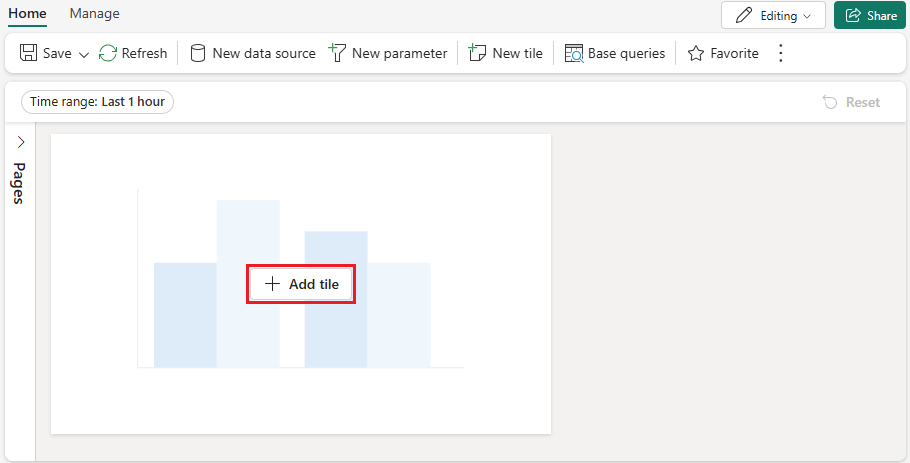 Home Manage Editing Share
Save Refresh New data source New parameter New tile Base queries Favorite
Time range: Last 1 hour Reset
Pages
Add tile